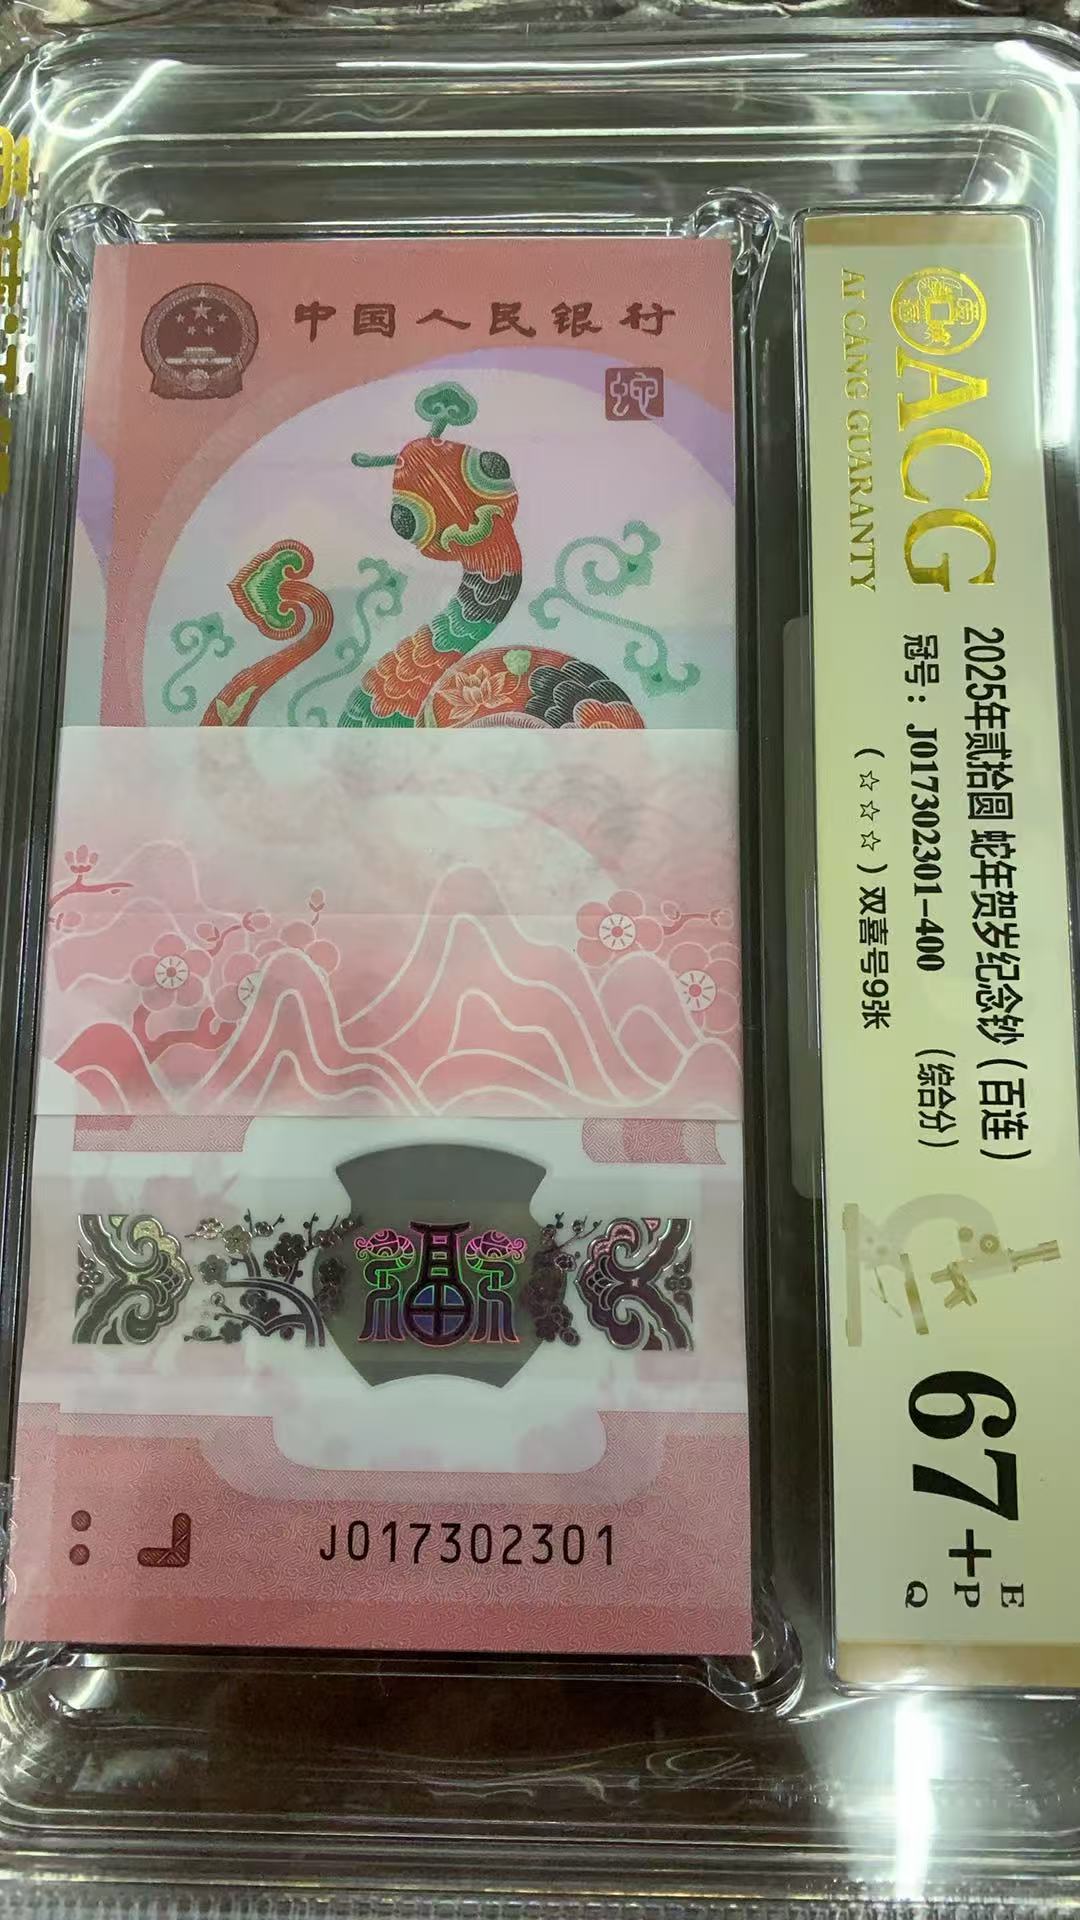 中国人民银行
蛇
J017302301
ACG
AI CANG GUARANTY
2025年贰拾圆 蛇年贺岁纪念钞（百连）
冠号：J017302301-400 （综合分）
（☆☆☆）双喜号9张
67+
E
P
Q